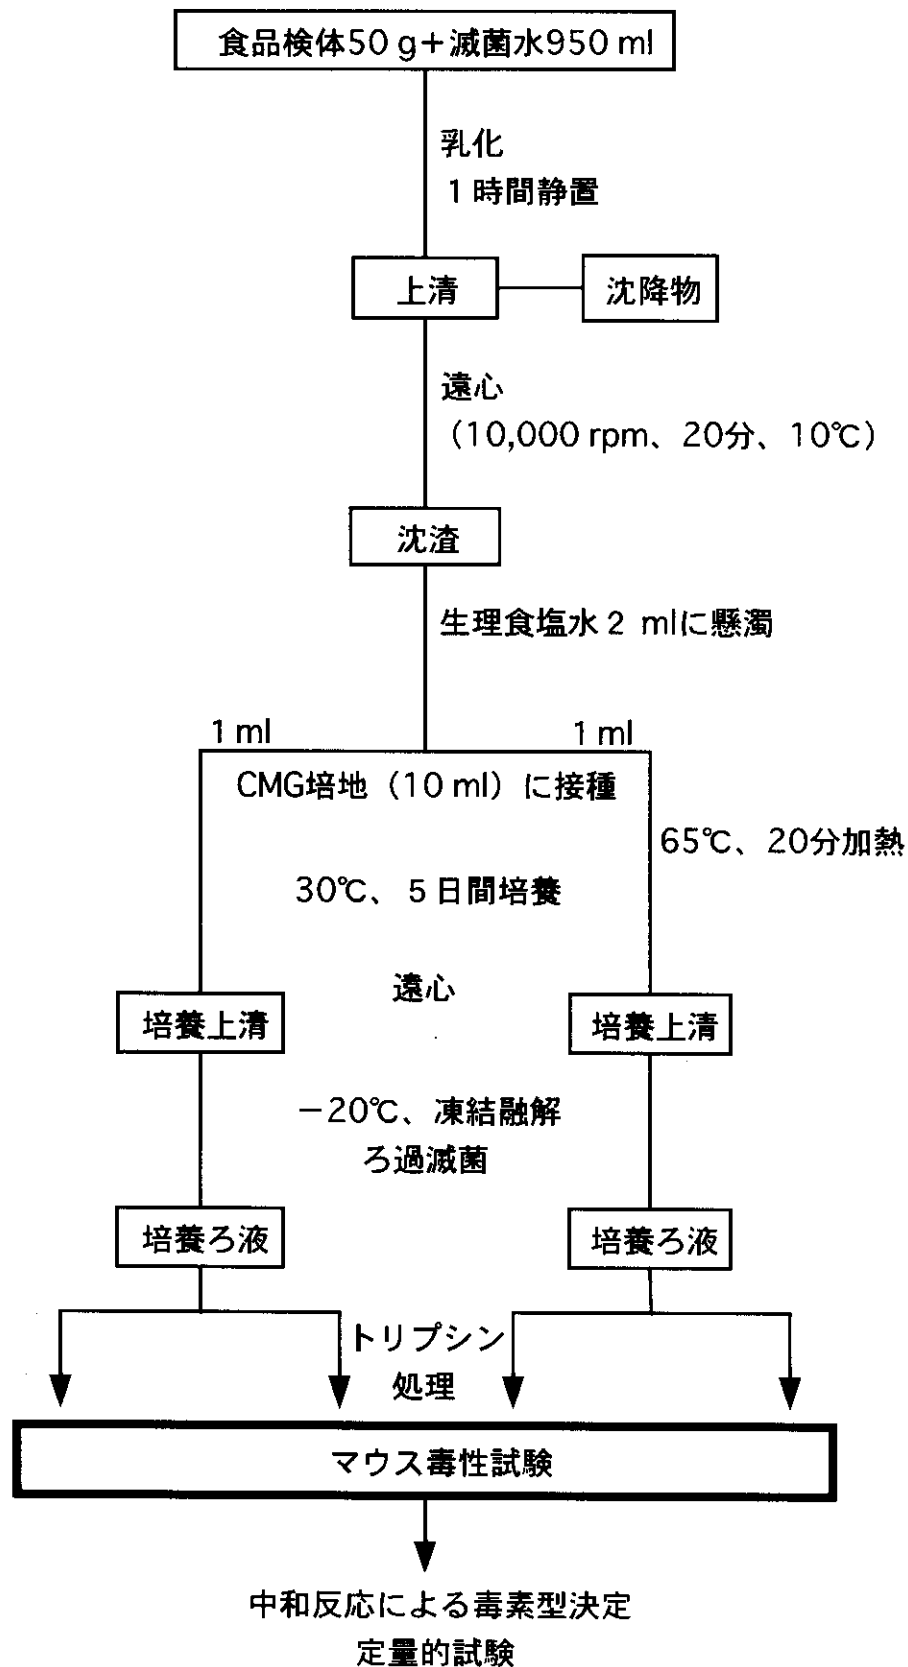 食品検体50 g＋滅菌水950 ml
乳化
１時間静置
上清
沈降物
遠心
（10,000 rpm、20分、10℃）
沈渣
生理食塩水２ mlに懸濁
1 ml
1 ml
CMG培地（10 ml）に接種
65℃、20分加熱
30℃、５日間培養
遠心
培養上清
培養上清
－20℃、凍結融解
ろ過滅菌
培養ろ液
培養ろ液
トリプシン
処理
マウス毒性試験
中和反応による毒素型決定
定量的試験